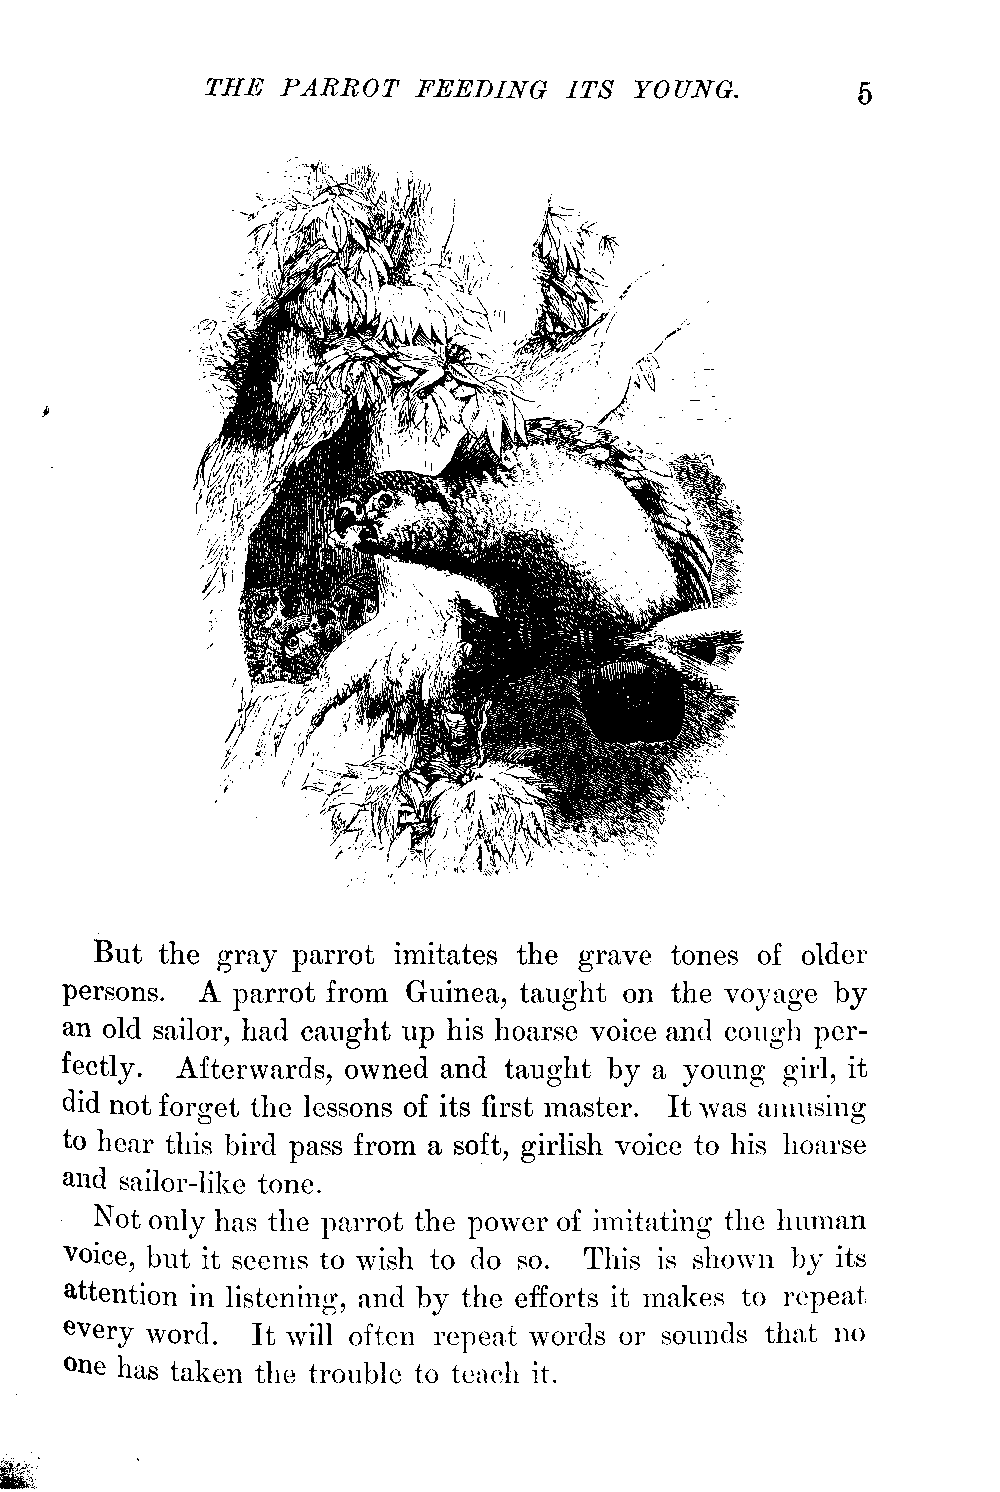 THE PARROT FEEDING ITS YOUNG. 5
But the gray parrot imitates the grave tones of older
persons. A parrot from Guinea, taught on the voyage by
an old sailor, had caught up his hoarse voice and cough per-
fectly. Afterwards, owned and taught by a young girl, it
did not forget the lessons of its first master. It was amusing
to hear this bird pass from a soft, girlish voice to his hoarse
and sailor-like tone.
Not only has the parrot the power of imitating the human
voice, but it seems to wish to do so. This is shown by its
attention in listening, and by the efforts it makes to repeat
every word. It will often repeat words or sounds that no
one has taken the trouble to teach it.